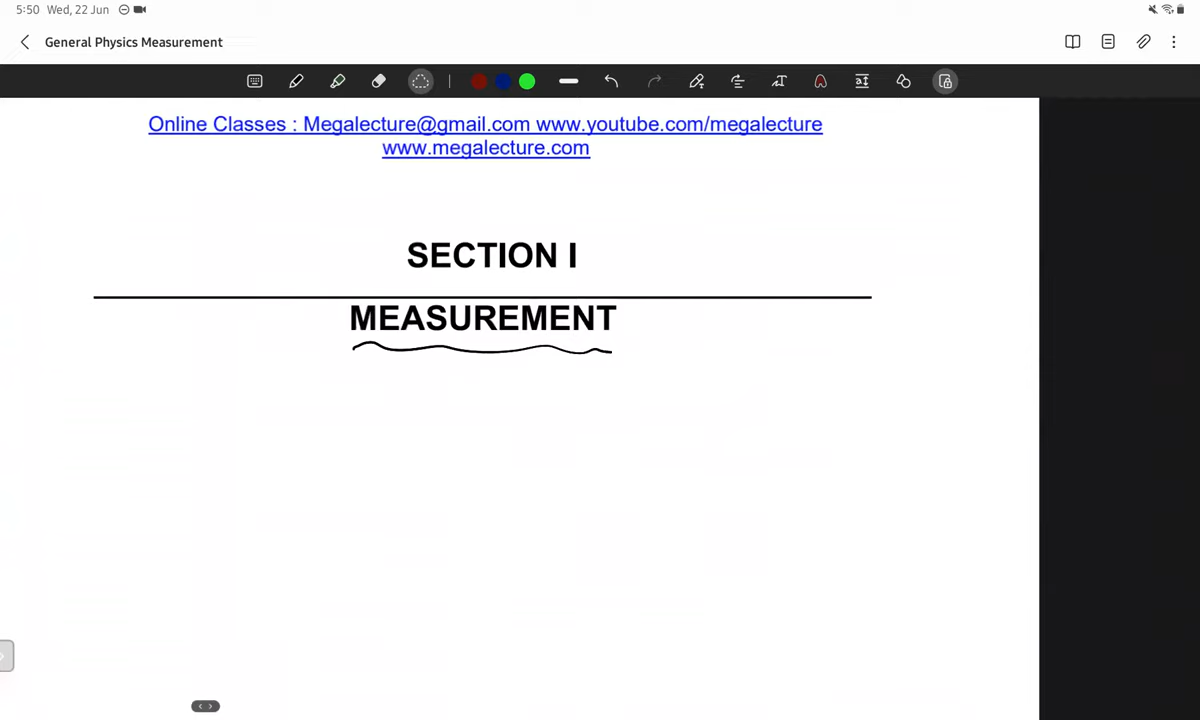 5:50 Wed, 22 Jun
General Physics Measurement
Online Classes : Megalecture@gmail.com www.youtube.com/megalecture
www.megalecture.com
SECTION I
MEASUREMENT